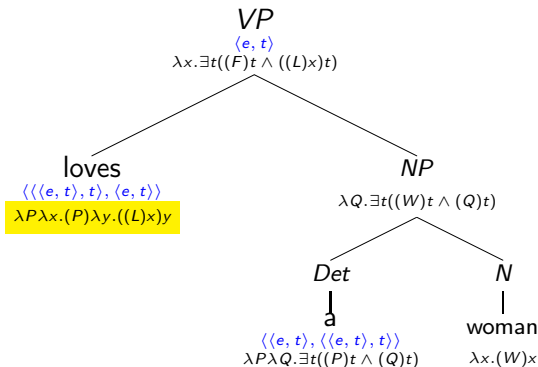 VP
⟨e, t⟩
λx.∃t((F)t ∧ ((L)x)t)
loves
⟨⟨⟨e, t⟩, t⟩, ⟨e, t⟩⟩
λPλx.(P)λy.((L)x)y
NP
λQ.∃t((W)t ∧ (Q)t)
Det
a
⟨⟨e, t⟩, ⟨⟨e, t⟩, t⟩⟩
λPλQ.∃t((P)t ∧ (Q)t)
N
woman
λx.(W)x